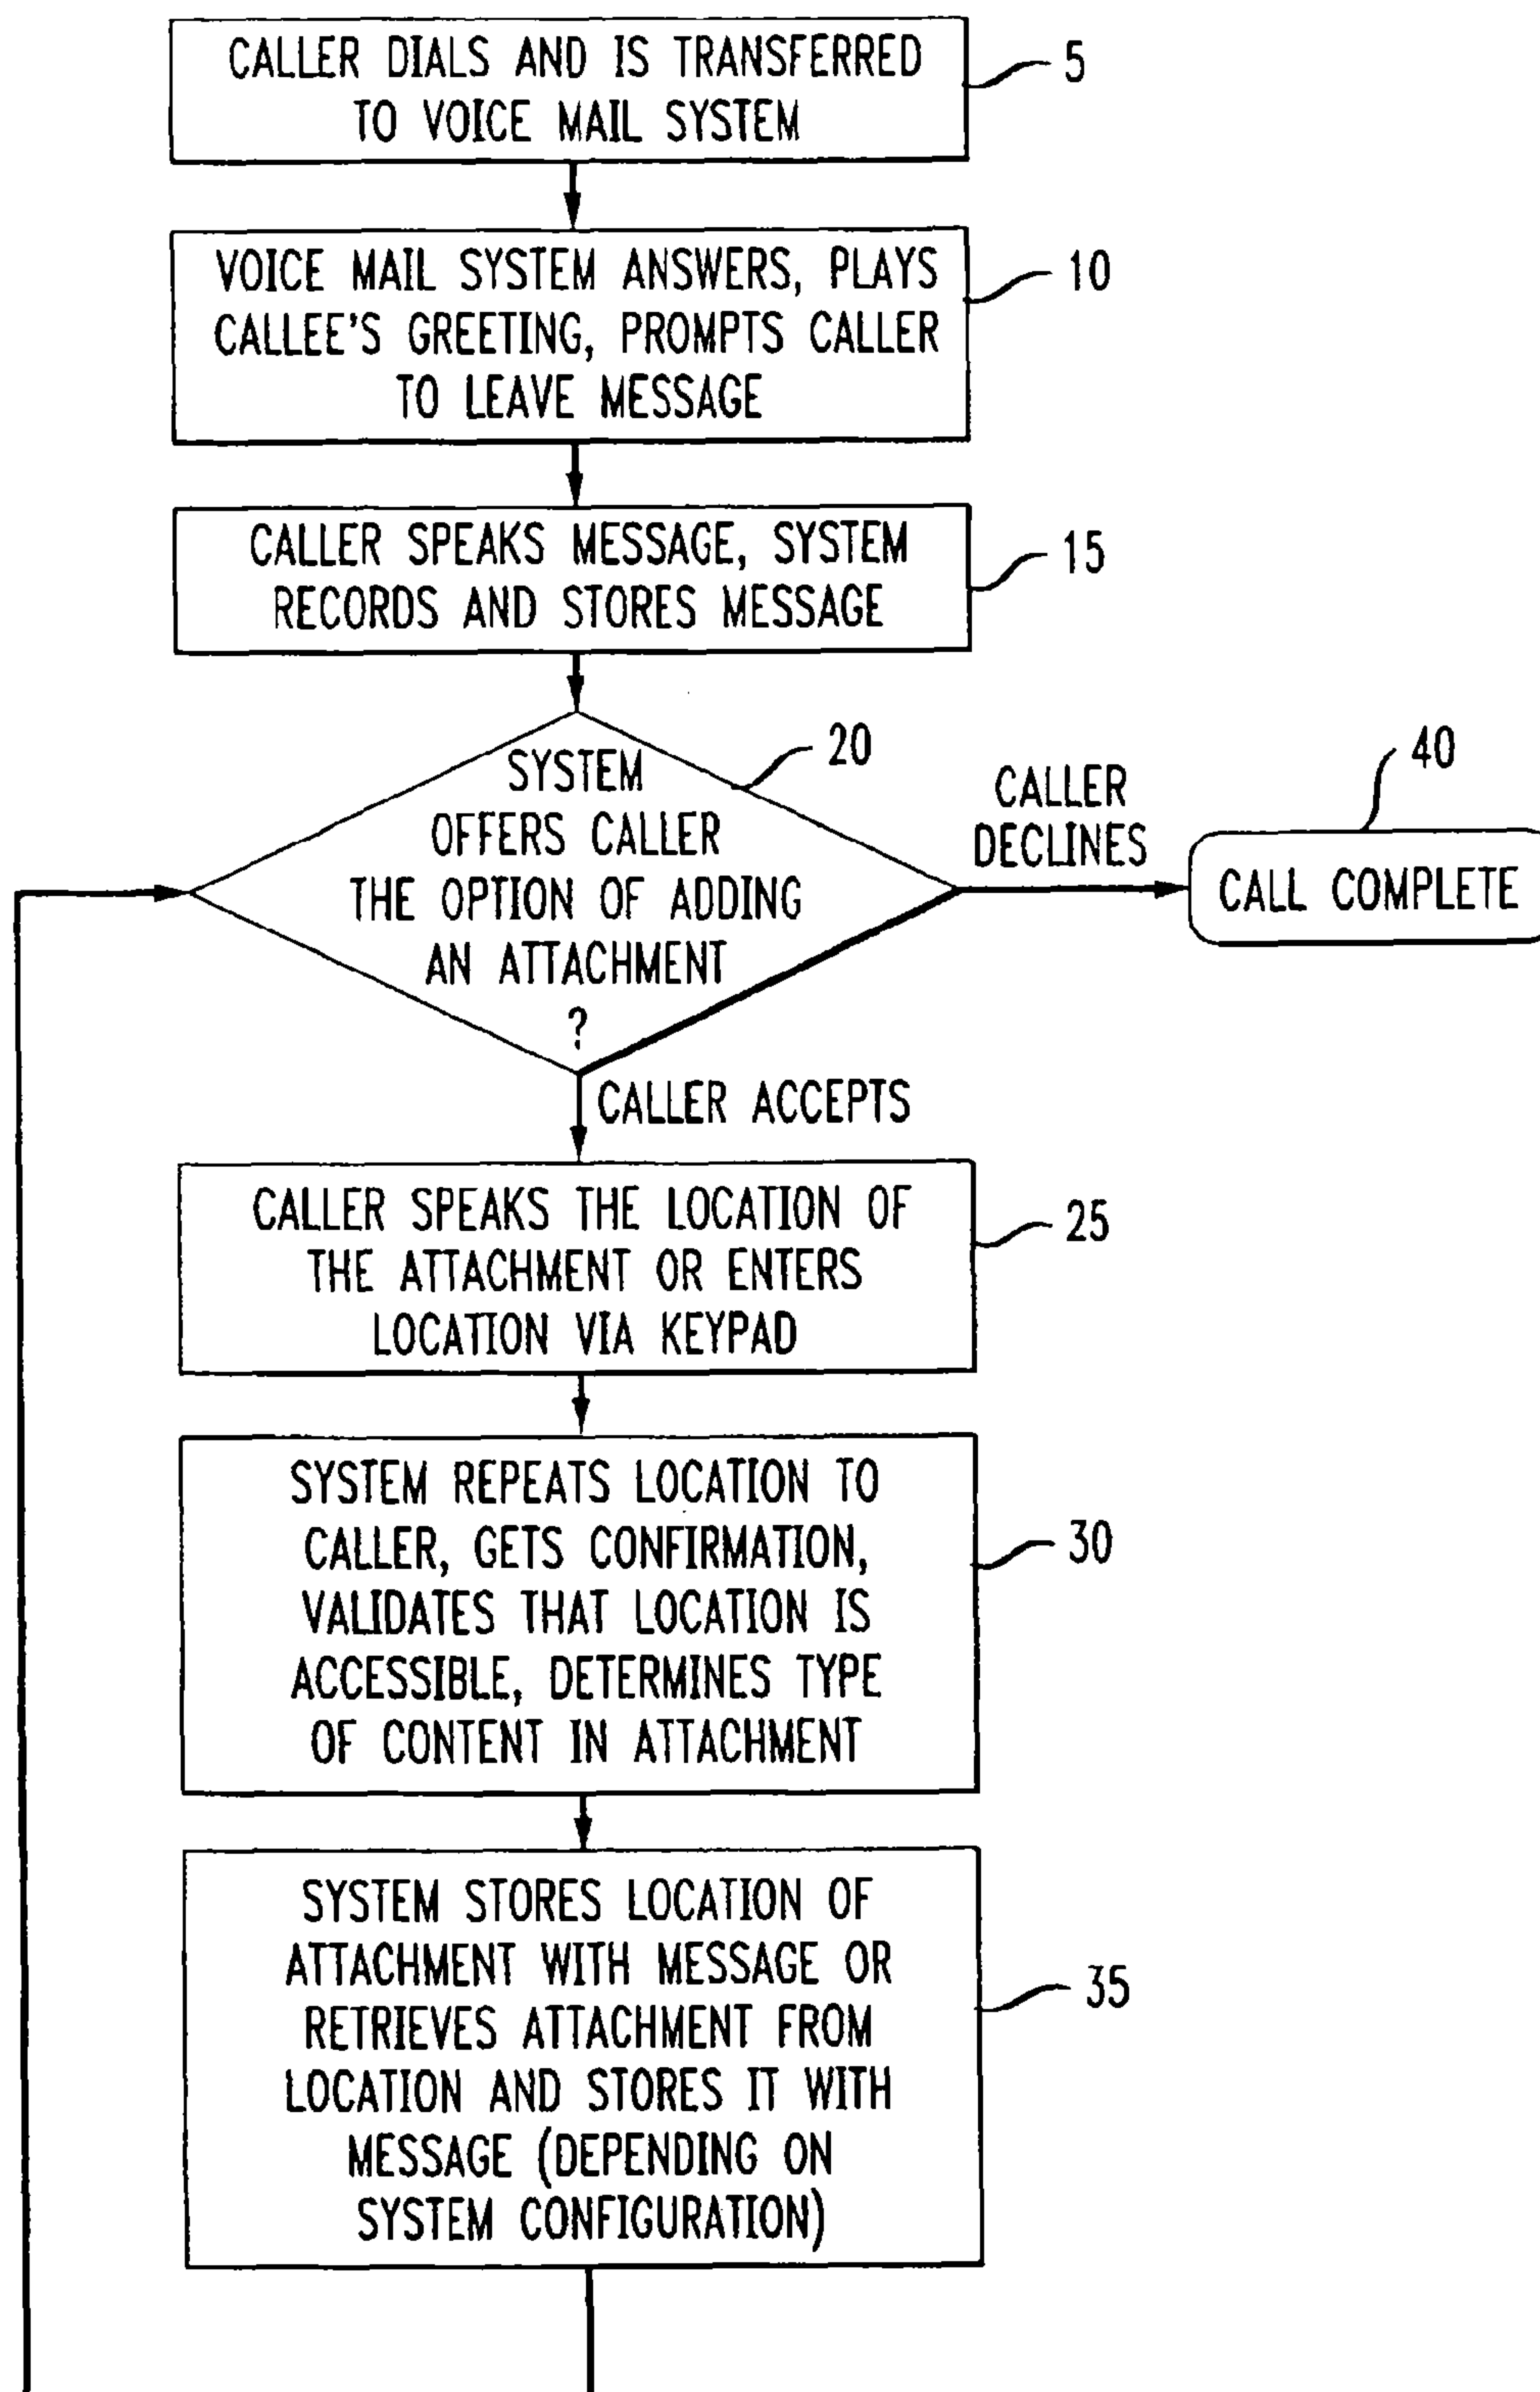 CALLER DIALS AND IS TRANSFERRED
TO VOICE MAIL SYSTEM
5
VOICE MAIL SYSTEM ANSWERS, PLAYS
CALLEE'S GREETING, PROMPTS CALLER
TO LEAVE MESSAGE
10
CALLER SPEAKS MESSAGE, SYSTEM
RECORDS AND STORES MESSAGE
15
SYSTEM
OFFERS CALLER
THE OPTION OF ADDING
AN ATTACHMENT
?
20
CALLER
DECLINES
40
CALL COMPLETE
CALLER ACCEPTS
CALLER SPEAKS THE LOCATION OF
THE ATTACHMENT OR ENTERS
LOCATION VIA KEYPAD
25
SYSTEM REPEATS LOCATION TO
CALLER, GETS CONFIRMATION,
VALIDATES THAT LOCATION IS
ACCESSIBLE, DETERMINES TYPE
OF CONTENT IN ATTACHMENT
30
SYSTEM STORES LOCATION OF
ATTACHMENT WITH MESSAGE OR
RETRIEVES ATTACHMENT FROM
LOCATION AND STORES IT WITH
MESSAGE (DEPENDING ON
SYSTEM CONFIGURATION)
35